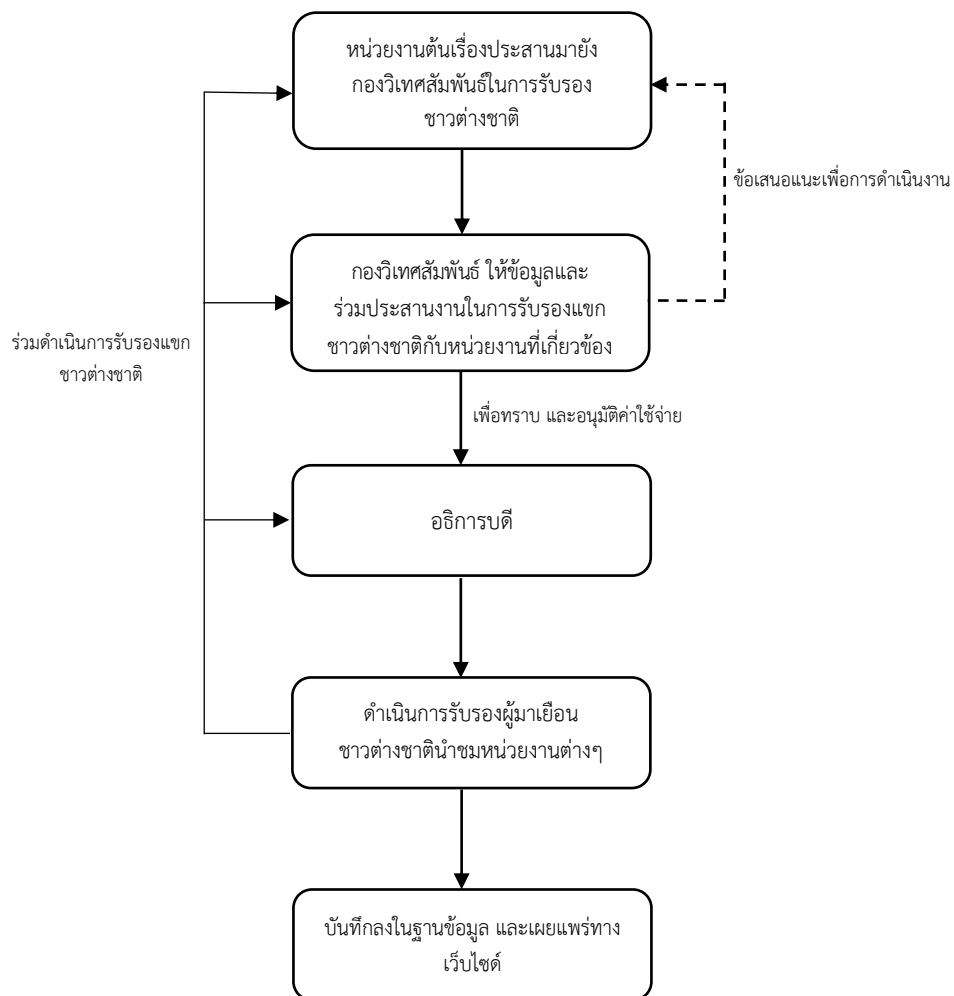 หน่วยงานต้นเรื่องประสานมายัง
กองวิเทศสัมพันธ์ในการรับรอง
ชาวต่างชาติ
ข้อเสนอแนะเพื่อการดำเนินงาน
กองวิเทศสัมพันธ์ ให้ข้อมูลและ
ร่วมประสานงานในการรับรองแขก
ชาวต่างชาติกับหน่วยงานที่เกี่ยวข้อง
ร่วมดำเนินการรับรองแขก
ชาวต่างชาติ
เพื่อทราบ และอนุมัติค่าใช้จ่าย
อธิการบดี
ดำเนินการรับรองผู้มาเยือน
ชาวต่างชาตินำชมหน่วยงานต่างๆ
บันทึกลงในฐานข้อมูล และเผยแพร่ทาง
เว็บไซด์